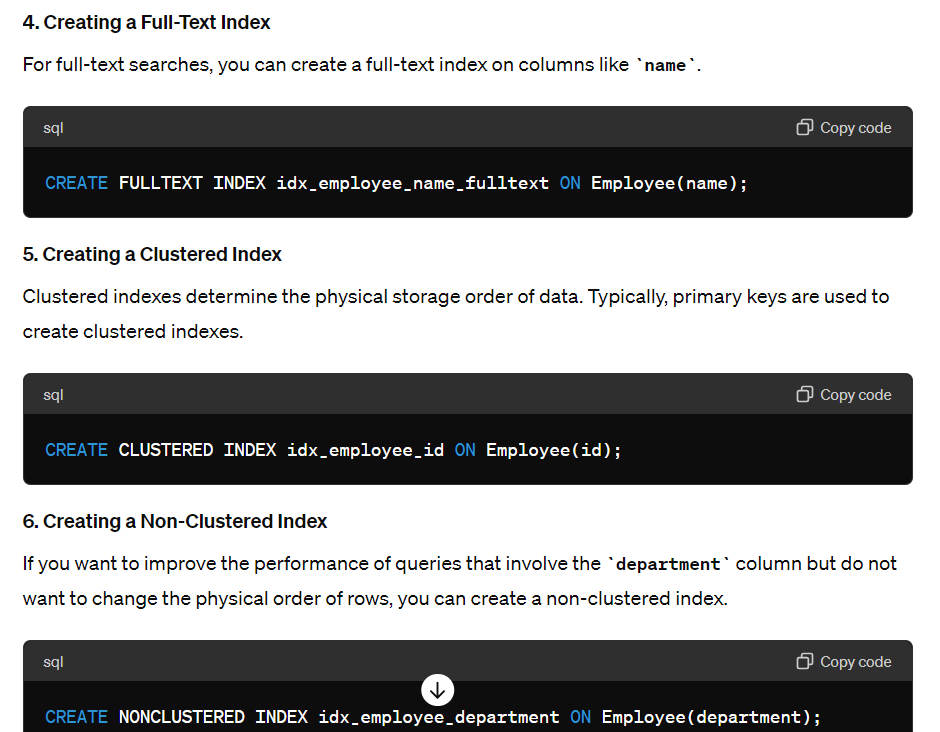 4. Creating a Full-Text Index
For full-text searches, you can create a full-text index on columns like `name`.
sql
Copy code
CREATE FULLTEXT INDEX idx_employee_name_fulltext ON Employee(name);
5. Creating a Clustered Index
Clustered indexes determine the physical storage order of data. Typically, primary keys are used to
create clustered indexes.
sql
Copy code
CREATE CLUSTERED INDEX idx_employee_id ON Employee(id);
6. Creating a Non-Clustered Index
If you want to improve the performance of queries that involve the `department` column but do not
want to change the physical order of rows, you can create a non-clustered index.
sql
Copy code
CREATE NONCLUSTERED INDEX idx_employee_department ON Employee(department);